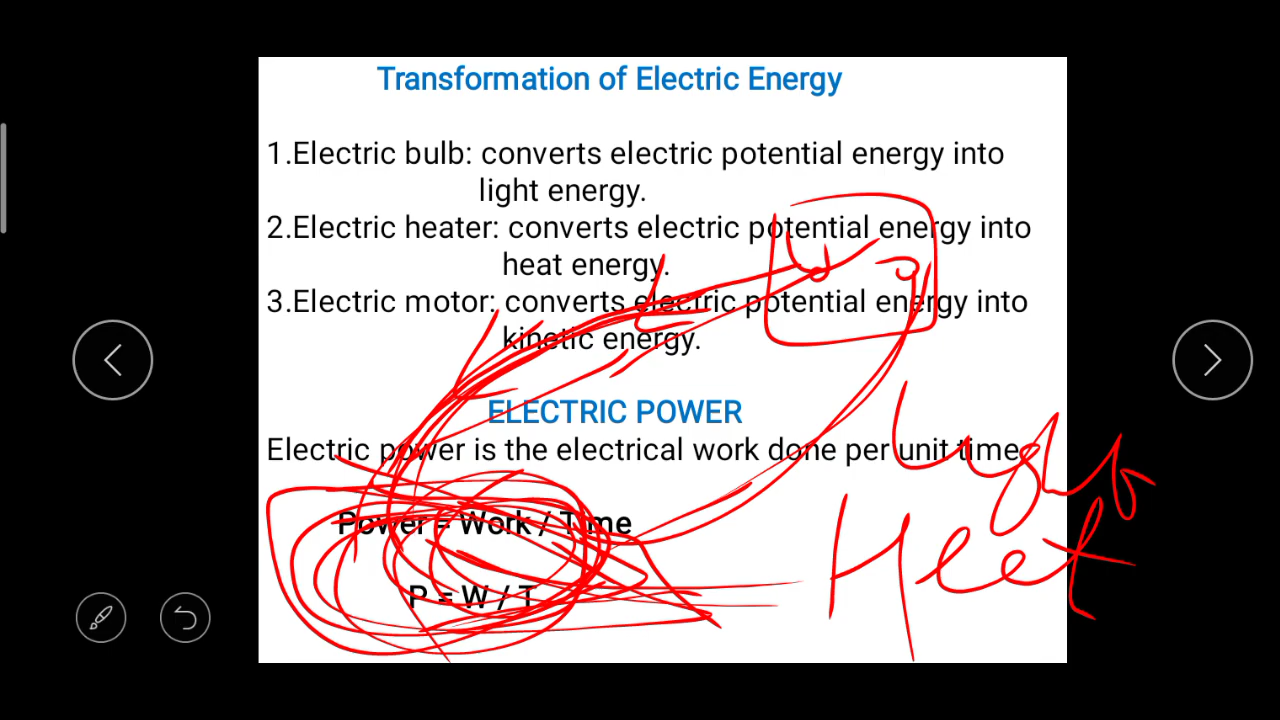 Transformation of Electric Energy
1.Electric bulb: converts electric potential energy into
light energy.
2.Electric heater: converts electric potential energy into
heat energy.
3.Electric motor: converts electric potential energy into
kinetic energy.
ELECTRIC POWER
Electric power is the electrical work done per unit time
Light
Power = Work / Time
Heet
P = W / T